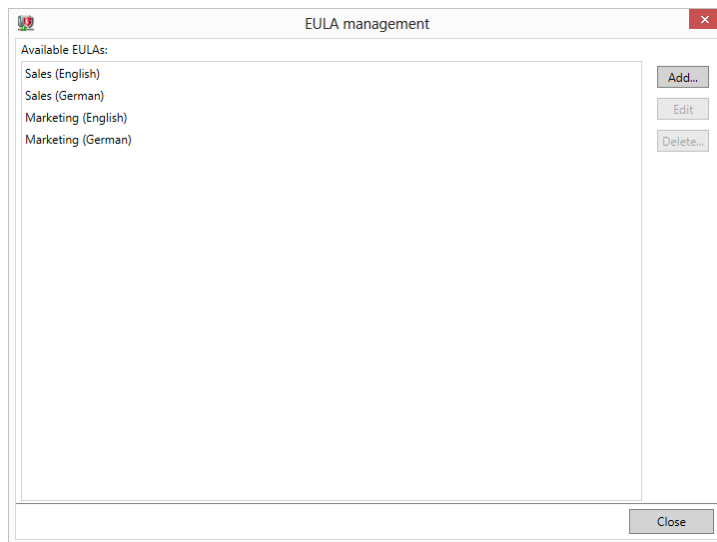 EULA management
Available EULAs:
Sales (English)
Sales (German)
Marketing (English)
Marketing (German)
Add...
Edit
Delete...
Close